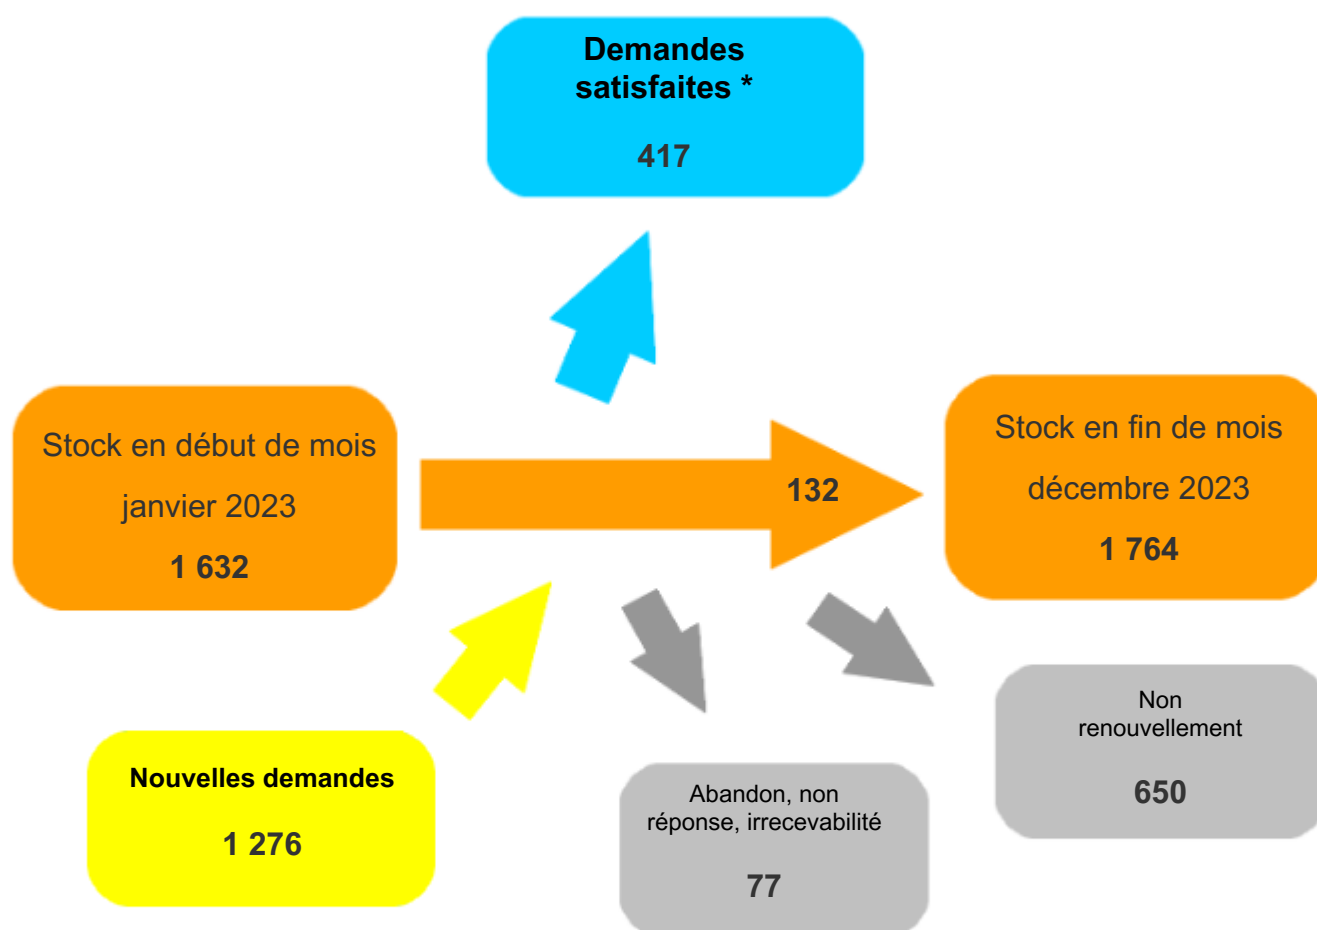 Demandes
satisfaites *
417
Stock en début de mois
janvier 2023
1 632
132
Stock en fin de mois
décembre 2023
1 764
Nouvelles demandes
1 276
Abandon, non
réponse, irrecevabilité
77
Non
renouvellement
650